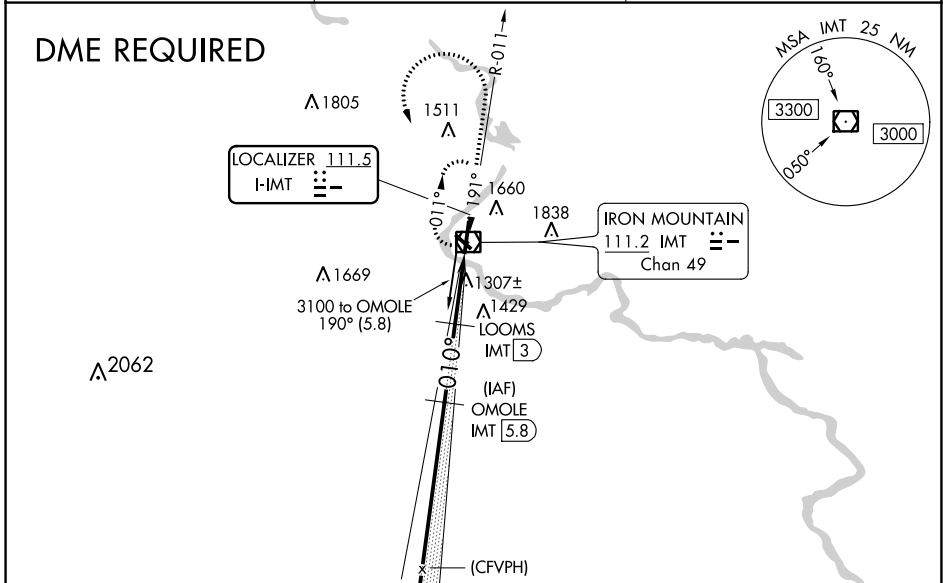 DME REQUIRED
R-011
MSA IMT 25 NM
160°
3300
3000
050°
1805
1511
LOCALIZER 111.5
I-IMT
011°
191°
1660
1838
IRON MOUNTAIN
111.2 IMT
Chan 49
1669
1307±
3100 to OMOLE
190° (5.8)
1429
LOOMS
IMT 3
2062
010°
(IAF)
OMOLE
IMT 5.8
x
(CFVPH)